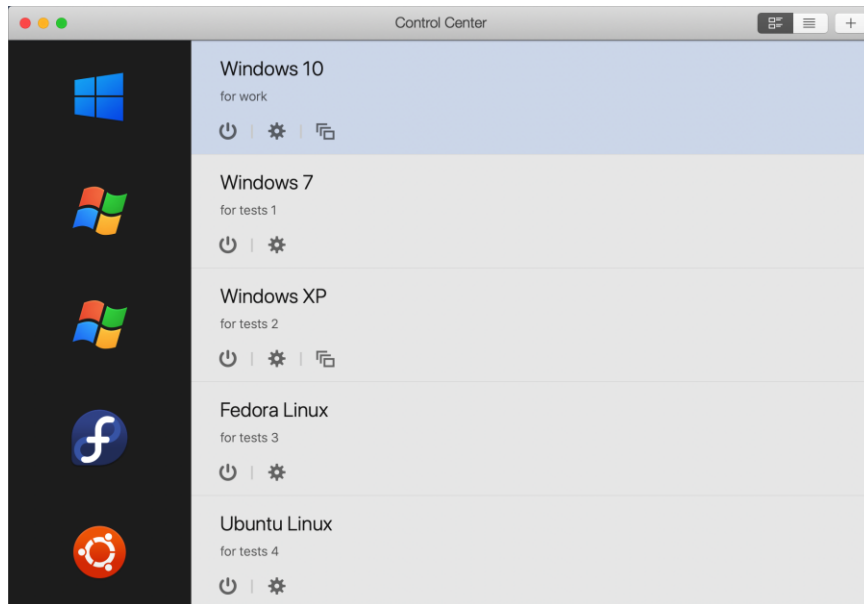 Control Center
Windows 10
for work
Windows 7
for tests 1
Windows XP
for tests 2
Fedora Linux
for tests 3
Ubuntu Linux
for tests 4